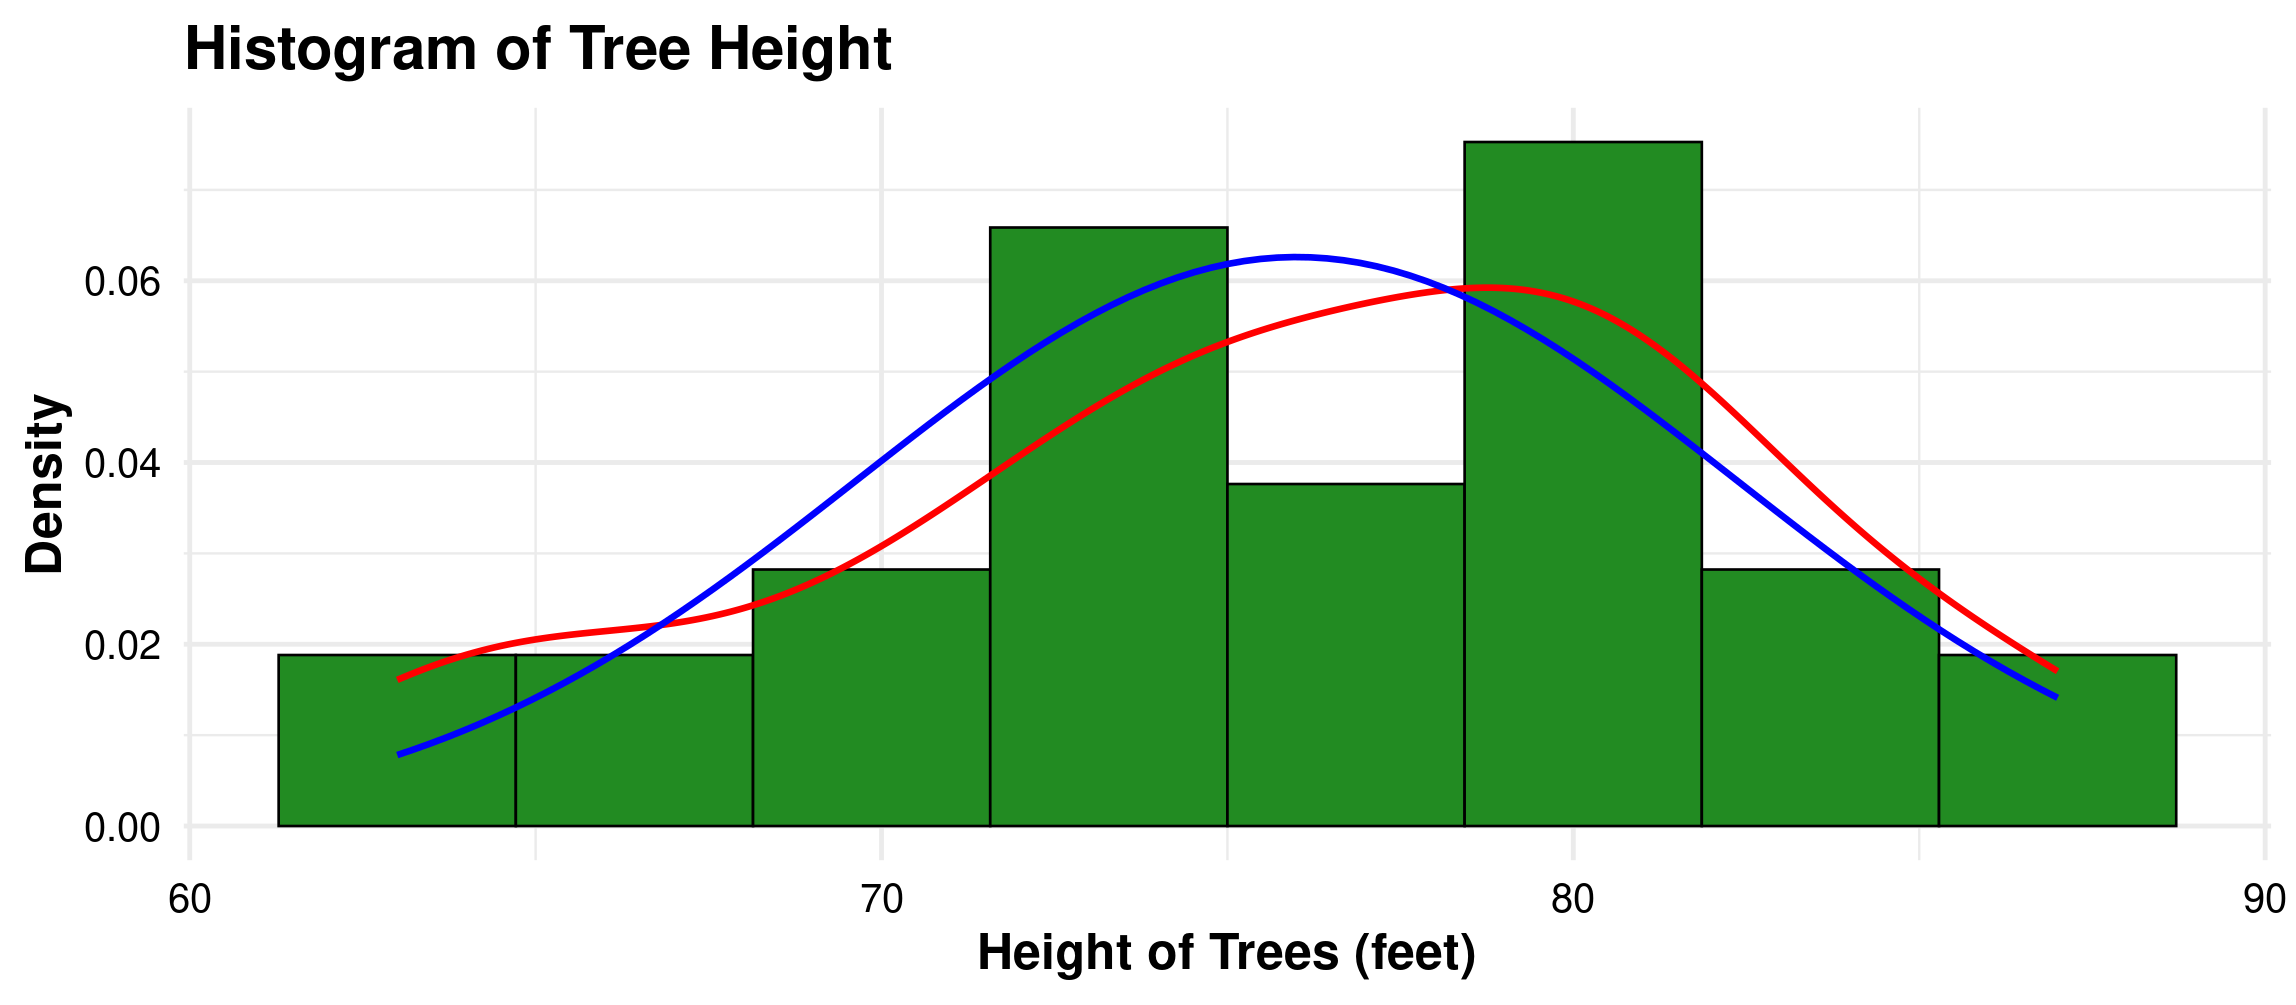 Histogram of Tree Height
Density
0.06
0.04
0.02
0.00
60 70 80 90
Height of Trees (feet)